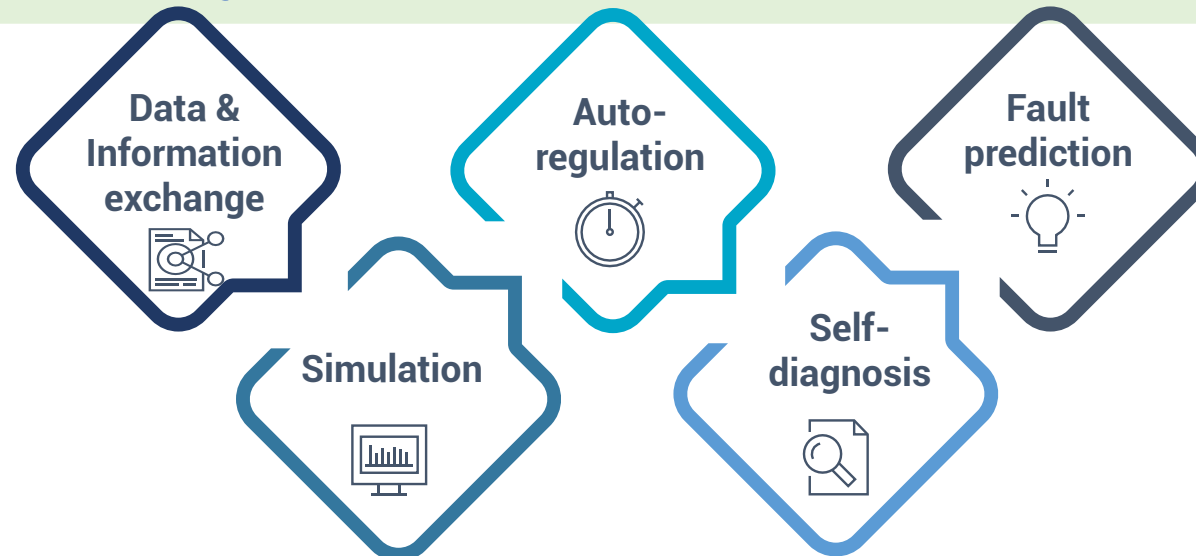 Data &
Information
exchange
Simulation
Auto-
regulation
Self-
diagnosis
Fault
prediction